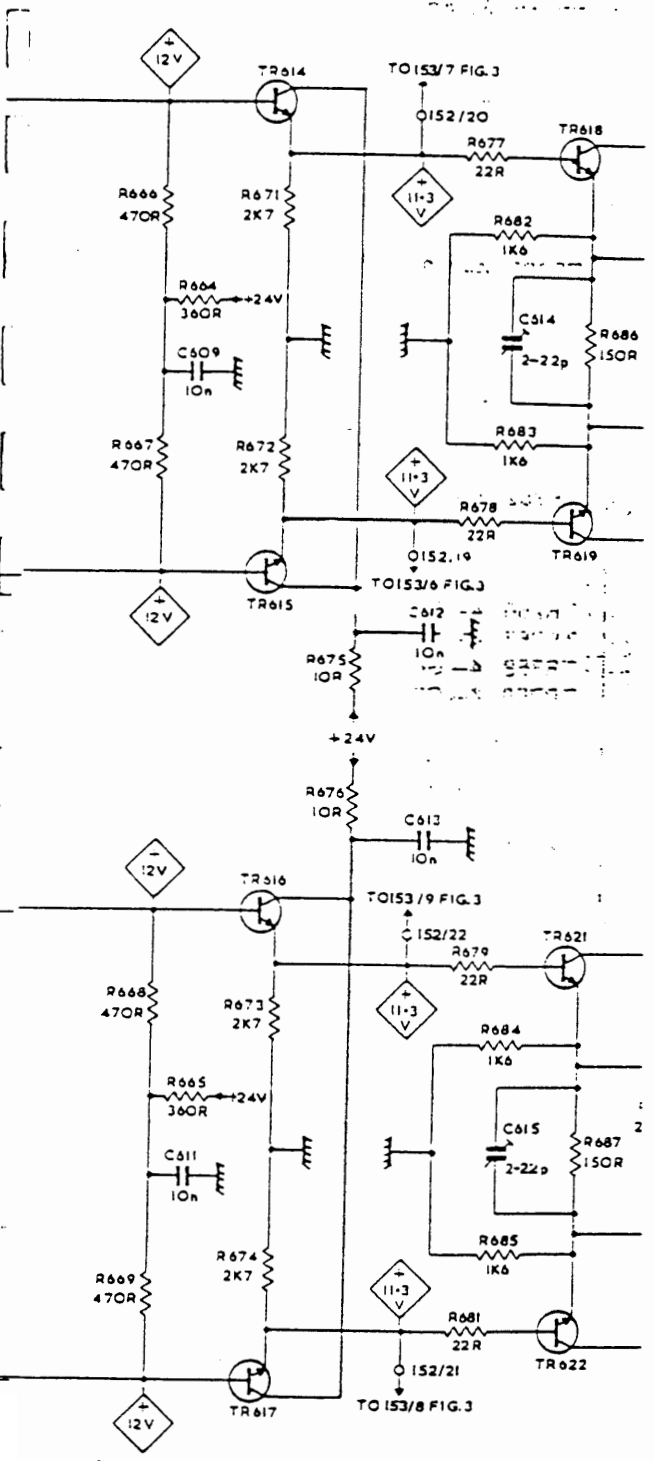 +
12V
TR614
TO 153/7 FIG.3
152/20
R677
22R
TR618
+
11·3
V
R666
470R
R671
2K7
R682
1K6
R664
360R
+24V
C614
2-22p
R686
150R
C609
10n
R667
470R
R672
2K7
R683
1K6
+
11·3
V
R678
22R
152,19
TR619
TO 153/6 FIG.3
TR615
+
12V
C612
10n
R675
10R
+24V
R676
10R
C613
10n
+
12V
TR616
TO 153/9 FIG.3
152/22
R679
22R
TR621
+
11·3
V
R668
470R
R673
2K7
R684
1K6
R665
360R
+24V
C615
2-22p
R687
150R
2
C611
10n
R669
470R
R674
2K7
R685
1K6
+
11·3
V
R681
22R
TR622
152/21
TO 153/8 FIG.3
TR617
+
12V